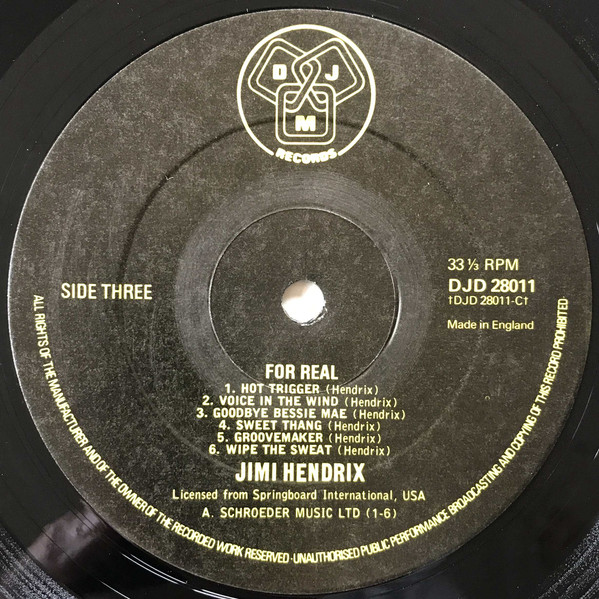 D J
M
RECORDS
33 ⅓ RPM
SIDE THREE
DJD 28011
†DJD 28011-C†
Made in England
FOR REAL
1. HOT TRIGGER (Hendrix)
2. VOICE IN THE WIND (Hendrix)
3. GOODBYE BESSIE MAE (Hendrix)
4. SWEET THANG (Hendrix)
5. GROOVEMAKER (Hendrix)
6. WIPE THE SWEAT (Hendrix)
JIMI HENDRIX
Licensed from Springboard International, USA
A. SCHROEDER MUSIC LTD (1-6)
ALL RIGHTS OF THE MANUFACTURER AND OF THE OWNER OF THE RECORDED WORK RESERVED · UNAUTHORISED PUBLIC PERFORMANCE BROADCASTING AND COPYING OF THIS RECORD PROHIBITED